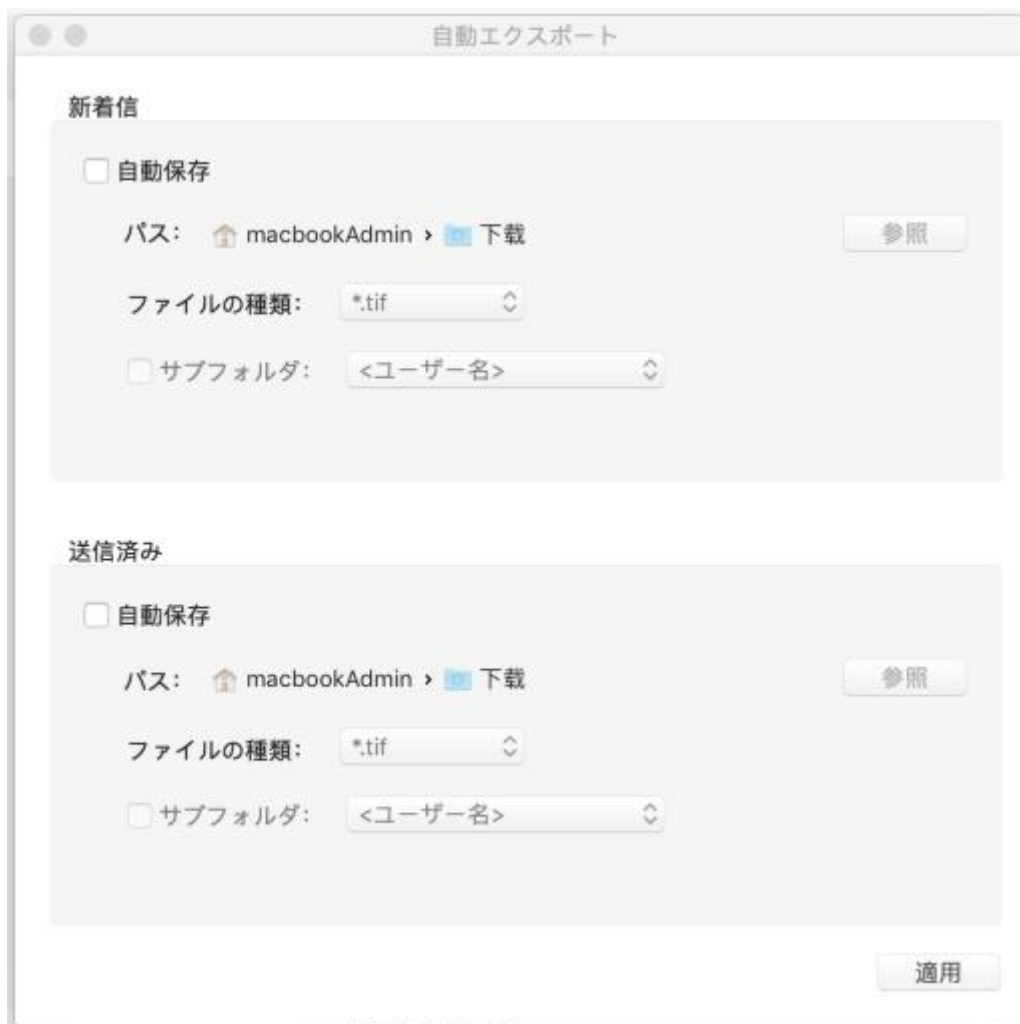 自動エクスポート
新着信
自動保存
パス: macbookAdmin › 下载 参照
ファイルの種類: *.tif
サブフォルダ: <ユーザー名>
送信済み
自動保存
パス: macbookAdmin › 下载 参照
ファイルの種類: *.tif
サブフォルダ: <ユーザー名>
適用